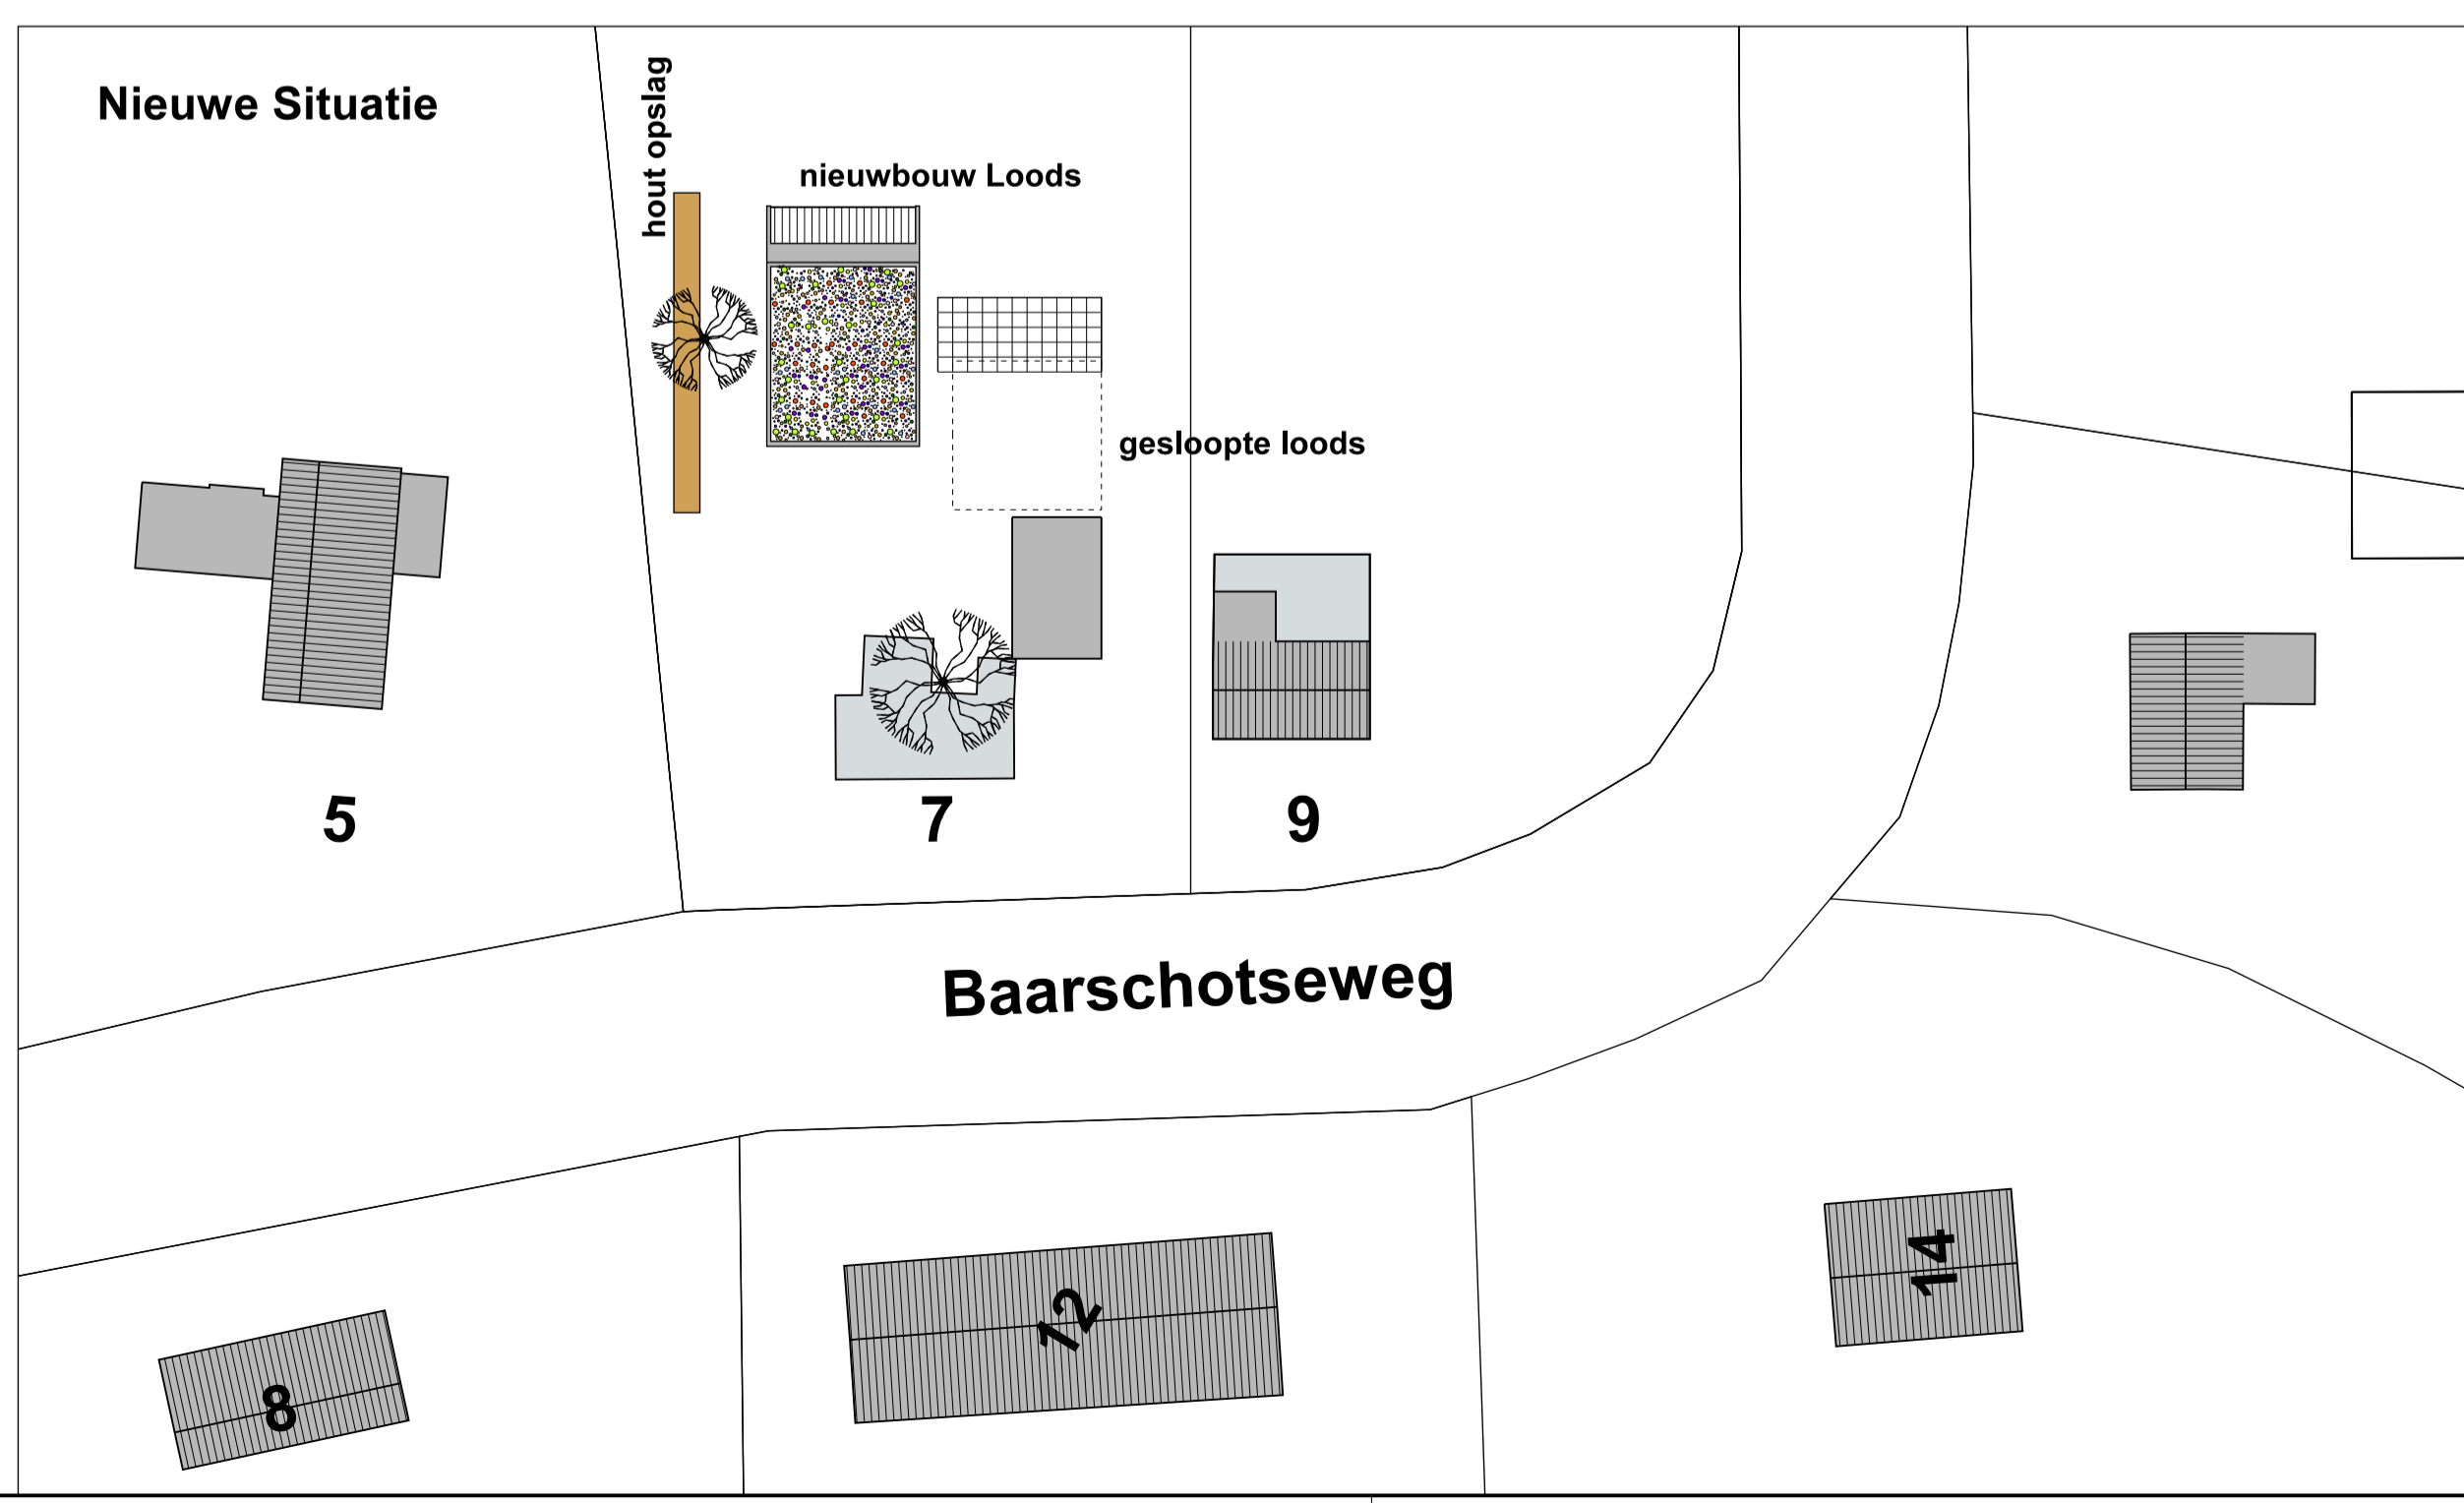 Nieuwe Situatie
hout opslag
nieuwbouw Loods
gesloopte loods
5
7
9
Baarschotseweg
8
12
14